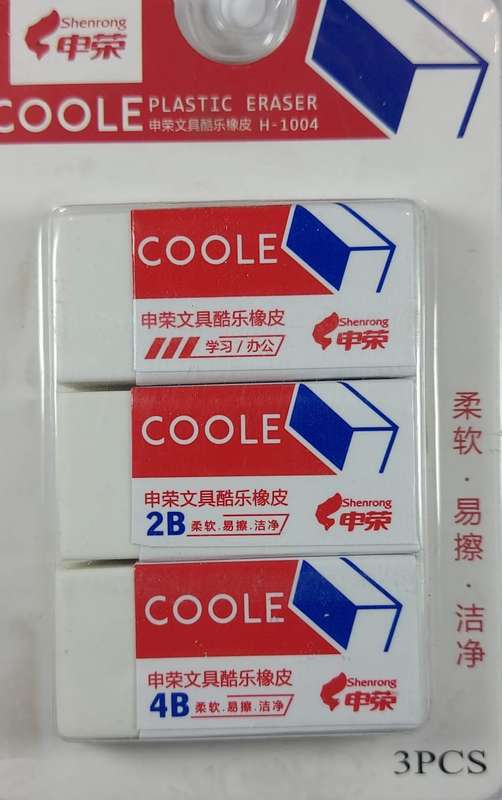 Shenrong
申荣
COOLE PLASTIC ERASER
申荣文具酷乐橡皮 H-1004
COOLE
申荣文具酷乐橡皮
学习/办公
Shenrong
申荣
COOLE
申荣文具酷乐橡皮
2B 柔软.易擦.洁净
Shenrong
申荣
COOLE
申荣文具酷乐橡皮
4B 柔软.易擦.洁净
Shenrong
申荣
柔软·易擦·洁净
3PCS